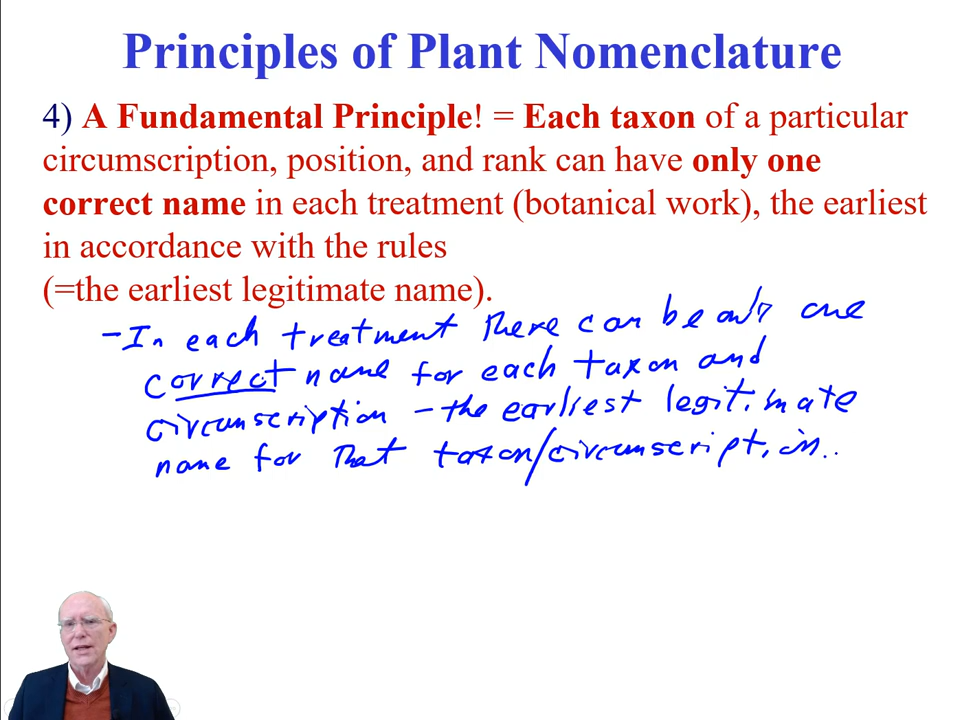 Principles of Plant Nomenclature
4) A Fundamental Principle! = Each taxon of a particular
circumscription, position, and rank can have only one
correct name in each treatment (botanical work), the earliest
in accordance with the rules
(=the earliest legitimate name).
-In each treatment there can be only one
correct name for each taxon and
circumscription - the earliest legitimate
name for that taxon/circumscription.